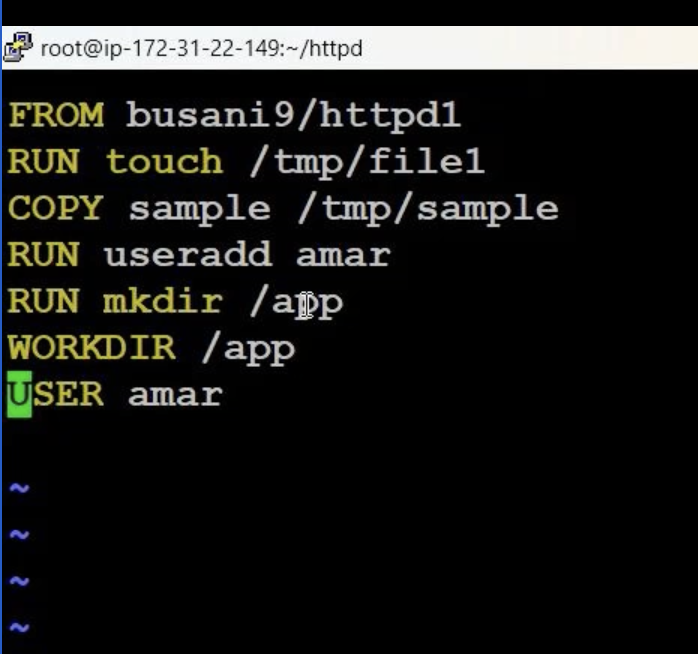 root@ip-172-31-22-149:~/httpd
FROM busani9/httpd1
RUN touch /tmp/file1
COPY sample /tmp/sample
RUN useradd amar
RUN mkdir /app
WORKDIR /app
USER amar
~
~
~
~